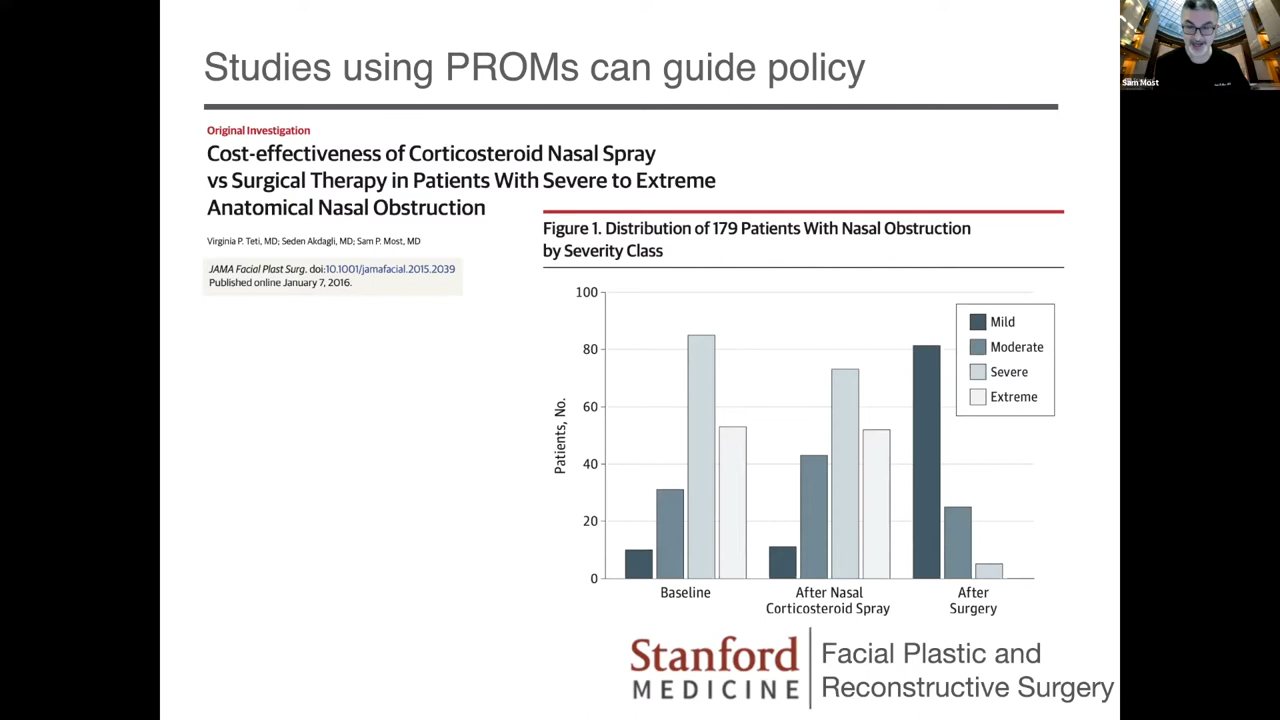 Studies using PROMs can guide policy
Sam Most
Original Investigation
Cost-effectiveness of Corticosteroid Nasal Spray
vs Surgical Therapy in Patients With Severe to Extreme
Anatomical Nasal Obstruction
Virginia P. Teti, MD; Seden Akdagli, MD; Sam P. Most, MD
JAMA Facial Plast Surg. doi:10.1001/jamafacial.2015.2039
Published online January 7, 2016.
Figure 1. Distribution of 179 Patients With Nasal Obstruction
by Severity Class
Patients, No.
100
80
60
40
20
0
Mild
Moderate
Severe
Extreme
Baseline
After Nasal
Corticosteroid Spray
After
Surgery
Stanford
MEDICINE
Facial Plastic and
Reconstructive Surgery